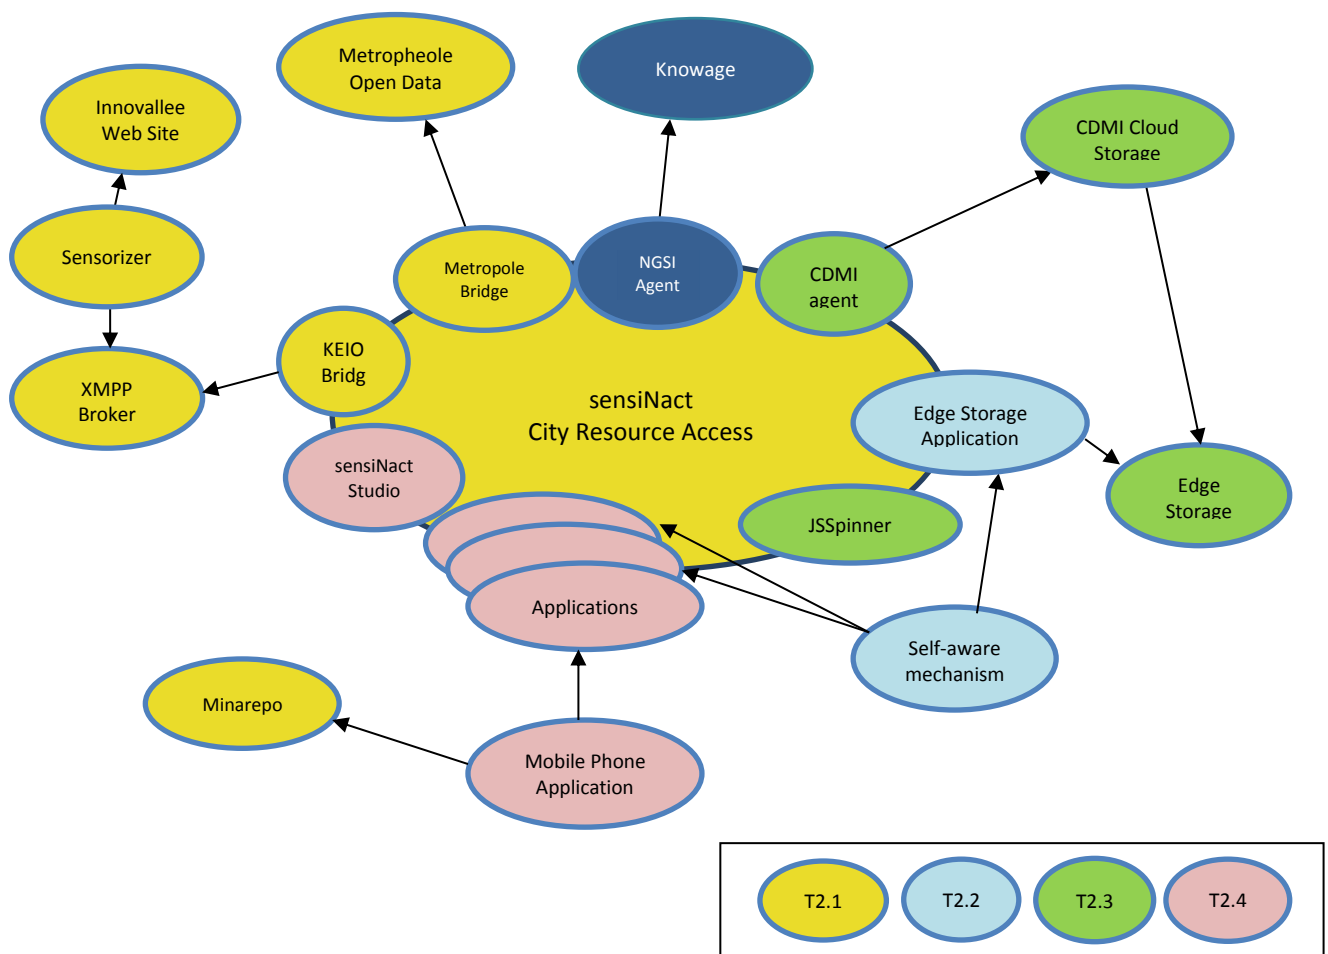 Metropheole
Open Data
Knowage
Innovallee
Web Site
CDMI Cloud
Storage
Sensorizer
Metropole
Bridge
NGSI
Agent
CDMI
agent
KEIO
Bridg
XMPP
Broker
sensiNact
City Resource Access
Edge Storage
Application
sensiNact
Studio
Edge
Storage
JSSpinner
Applications
Self-aware
mechanism
Minarepo
Mobile Phone
Application
T2.1
T2.2
T2.3
T2.4